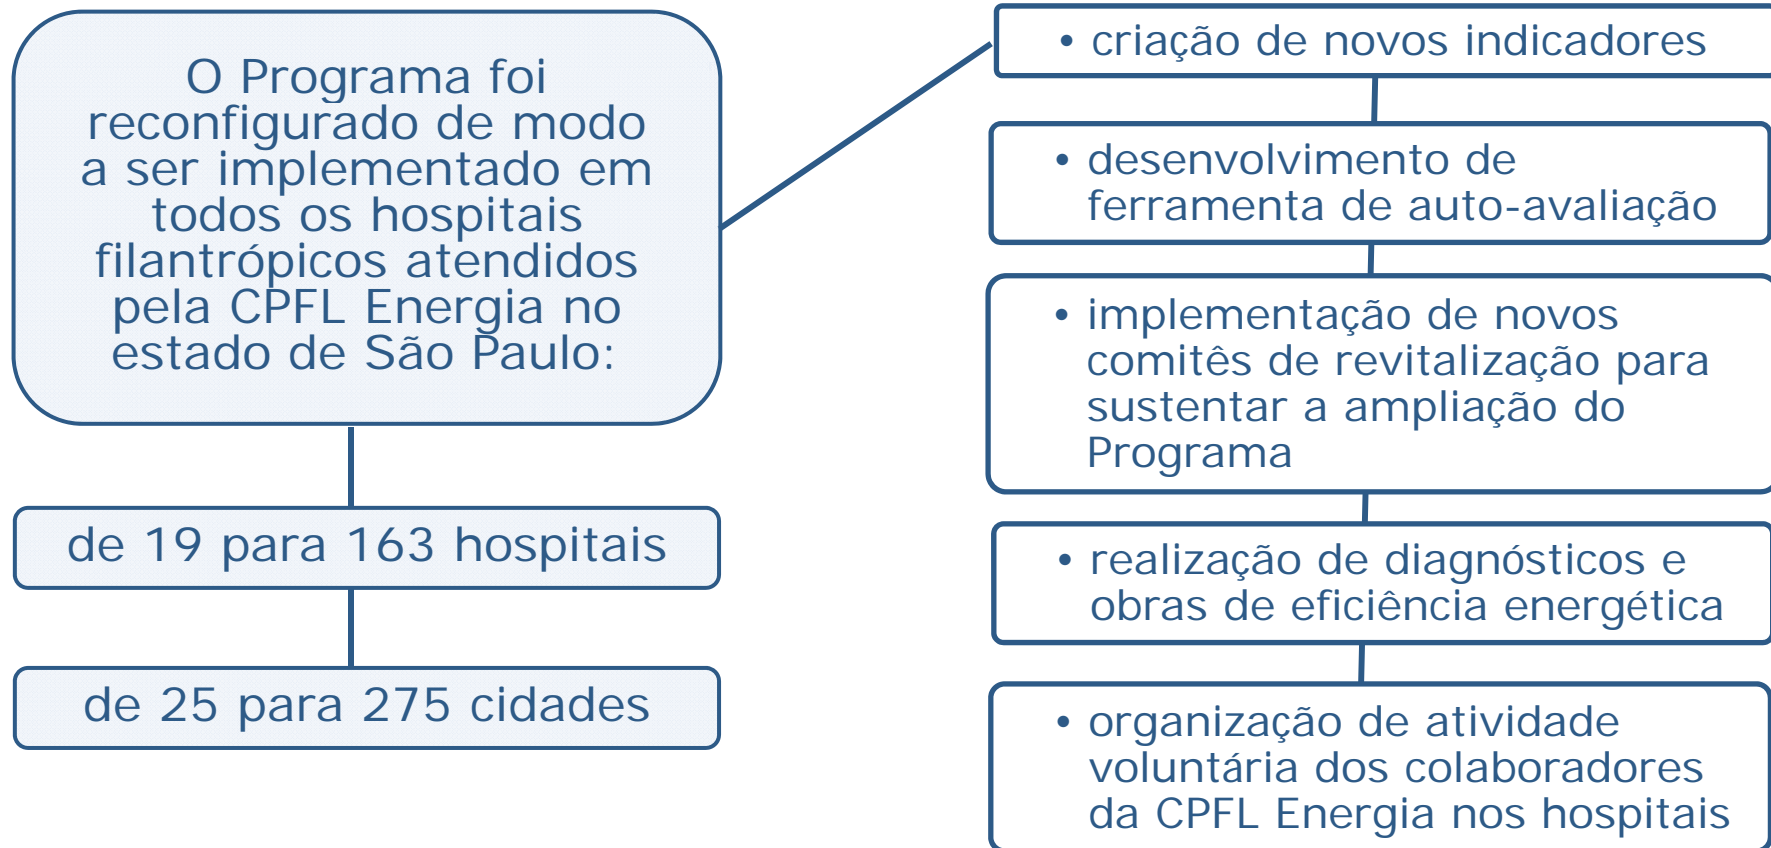 O Programa foi
reconfigurado de modo
a ser implementado em
todos os hospitais
filantrópicos atendidos
pela CPFL Energia no
estado de São Paulo:
de 19 para 163 hospitais
de 25 para 275 cidades
• criação de novos indicadores
• desenvolvimento de
ferramenta de auto-avaliação
• implementação de novos
comitês de revitalização para
sustentar a ampliação do
Programa
• realização de diagnósticos e
obras de eficiência energética
• organização de atividade
voluntária dos colaboradores
da CPFL Energia nos hospitais